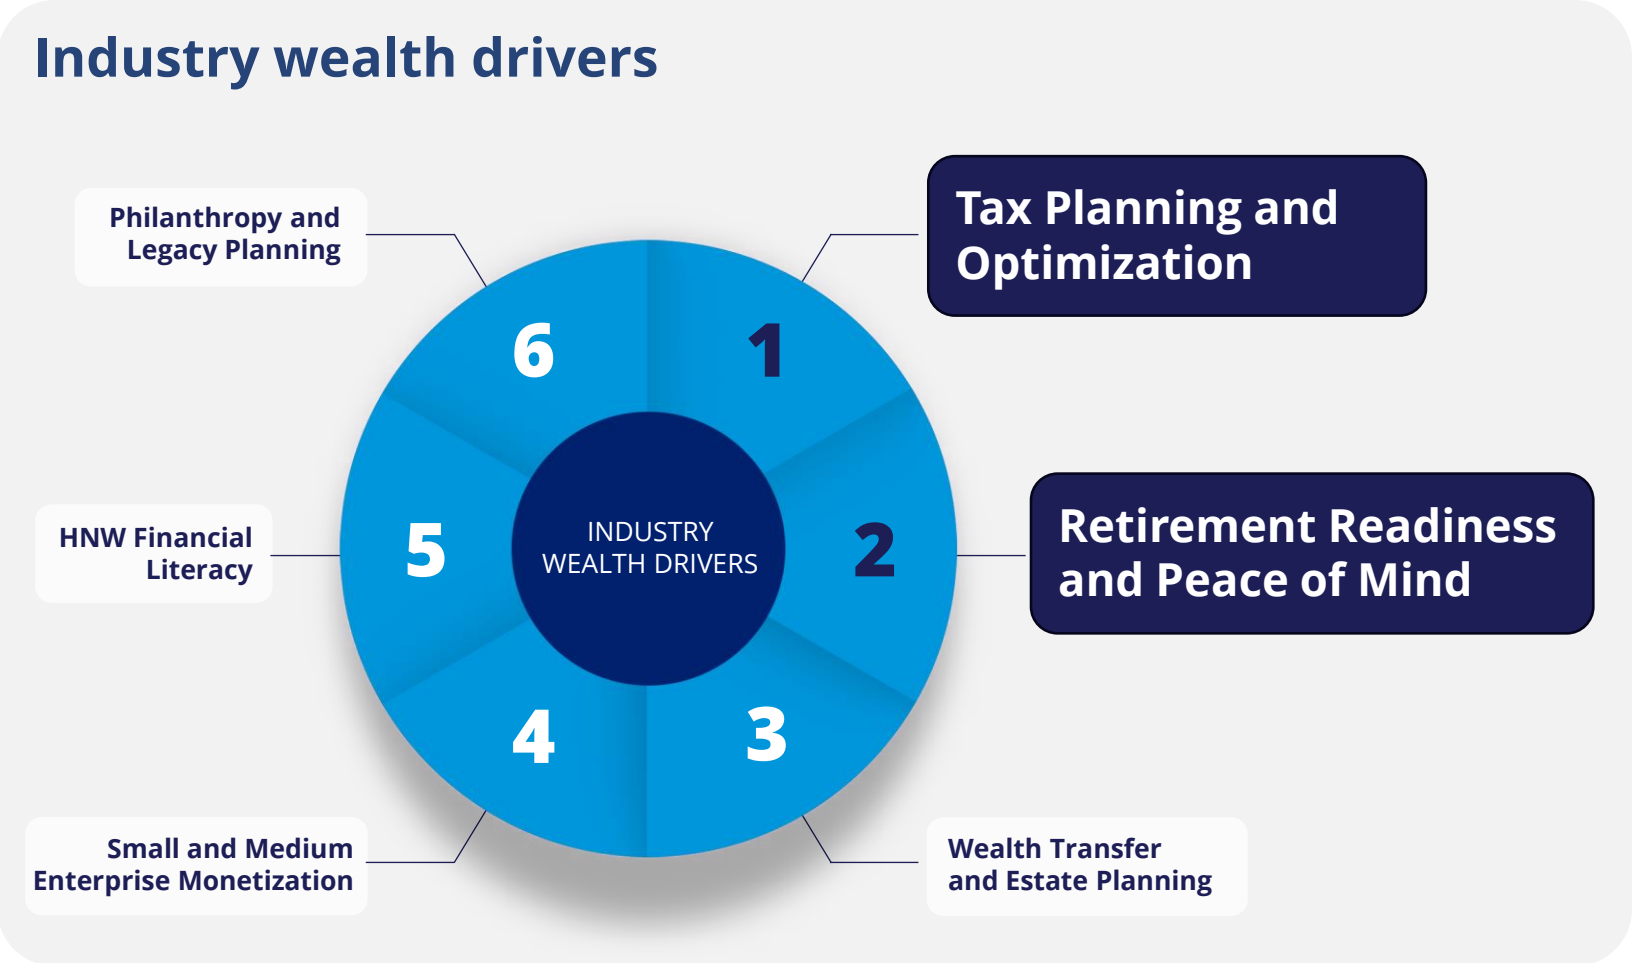 Industry wealth drivers
Philanthropy and
Legacy Planning
Tax Planning and
Optimization
6
1
HNW Financial
Literacy
5
INDUSTRY
WEALTH DRIVERS
2
Retirement Readiness
and Peace of Mind
4
3
Small and Medium
Enterprise Monetization
Wealth Transfer
and Estate Planning